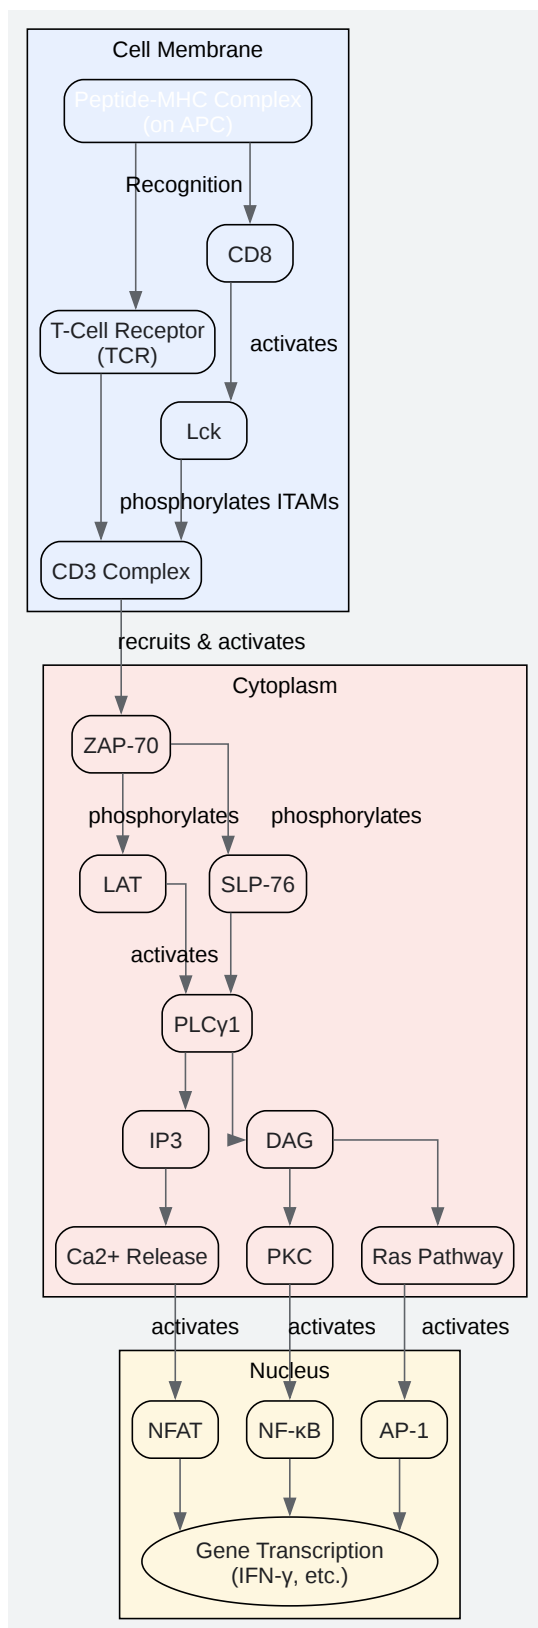 Cell Membrane
Peptide-MHC Complex
(on APC)
Recognition
CD8
T-Cell Receptor
(TCR)
activates
Lck
phosphorylates ITAMs
CD3 Complex
recruits & activates
Cytoplasm
ZAP-70
phosphorylates
phosphorylates
LAT
SLP-76
activates
PLCγ1
IP3
DAG
Ca2+ Release
PKC
Ras Pathway
activates
activates
activates
Nucleus
NFAT
NF-κB
AP-1
Gene Transcription
(IFN-γ, etc.)